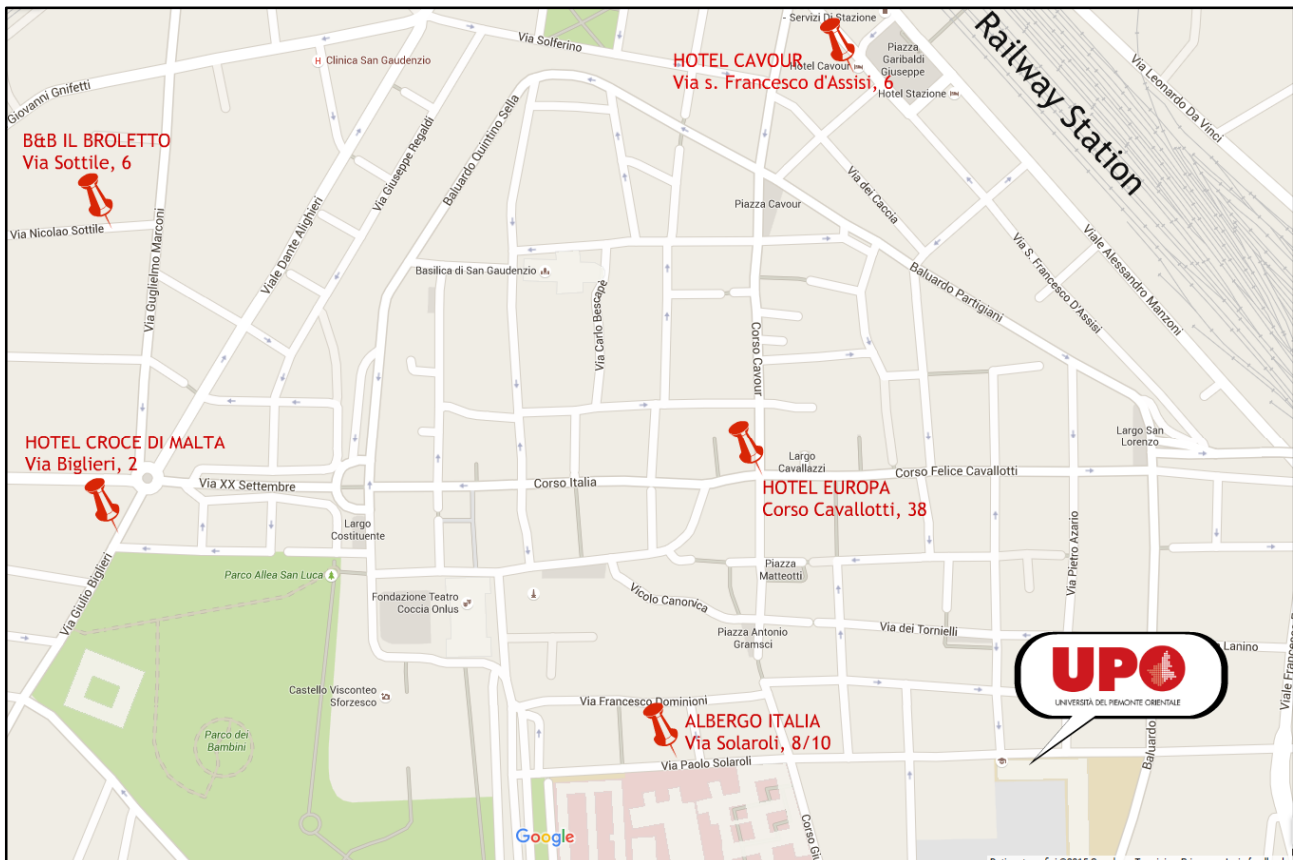 - Servizi Di Stazione
Via Solferino
HOTEL CAVOUR
Via s. Francesco d'Assisi, 6
Hotel Cavour
Piazza
Garibaldi
Giuseppe
Hotel Stazione
Railway Station
Via Leonardo Da Vinci
H Clinica San Gaudenzio
Giovanni Gnifetti
B&B IL BROLETTO
Via Sottile, 6
Via Nicolao Sottile
Via Guglielmo Marconi
Viale Dante Alighieri
Via Giuseppe Regaldi
Baluardo Quintino Sella
Piazza Cavour
Via dei Caccia
Via S. Francesco D'Assisi
Viale Alessandro Manzoni
Baluardo Partigiani
Basilica di San Gaudenzio
Via Carlo Bescapè
Corso Cavour
HOTEL CROCE DI MALTA
Via Biglieri, 2
Via XX Settembre
Corso Italia
Largo
Cavallazzi
Corso Felice Cavallotti
Largo San
Lorenzo
HOTEL EUROPA
Corso Cavallotti, 38
Largo
Costituente
Via Giulio Biglieri
Parco Allea San Luca
Fondazione Teatro
Coccia Onlus
Piazza
Matteotti
Via Pietro Azario
Vicolo Canonica
Piazza Antonio
Gramsci
Via dei Tornielli
Lanino
UPO
UNIVERSITÀ DEL PIEMONTE ORIENTALE
Viale Francesco
Baluardo
Castello Visconteo
Sforzesco
Parco dei
Bambini
Via Francesco Dominioni
ALBERGO ITALIA
Via Solaroli, 8/10
Via Paolo Solaroli
Corso
Google